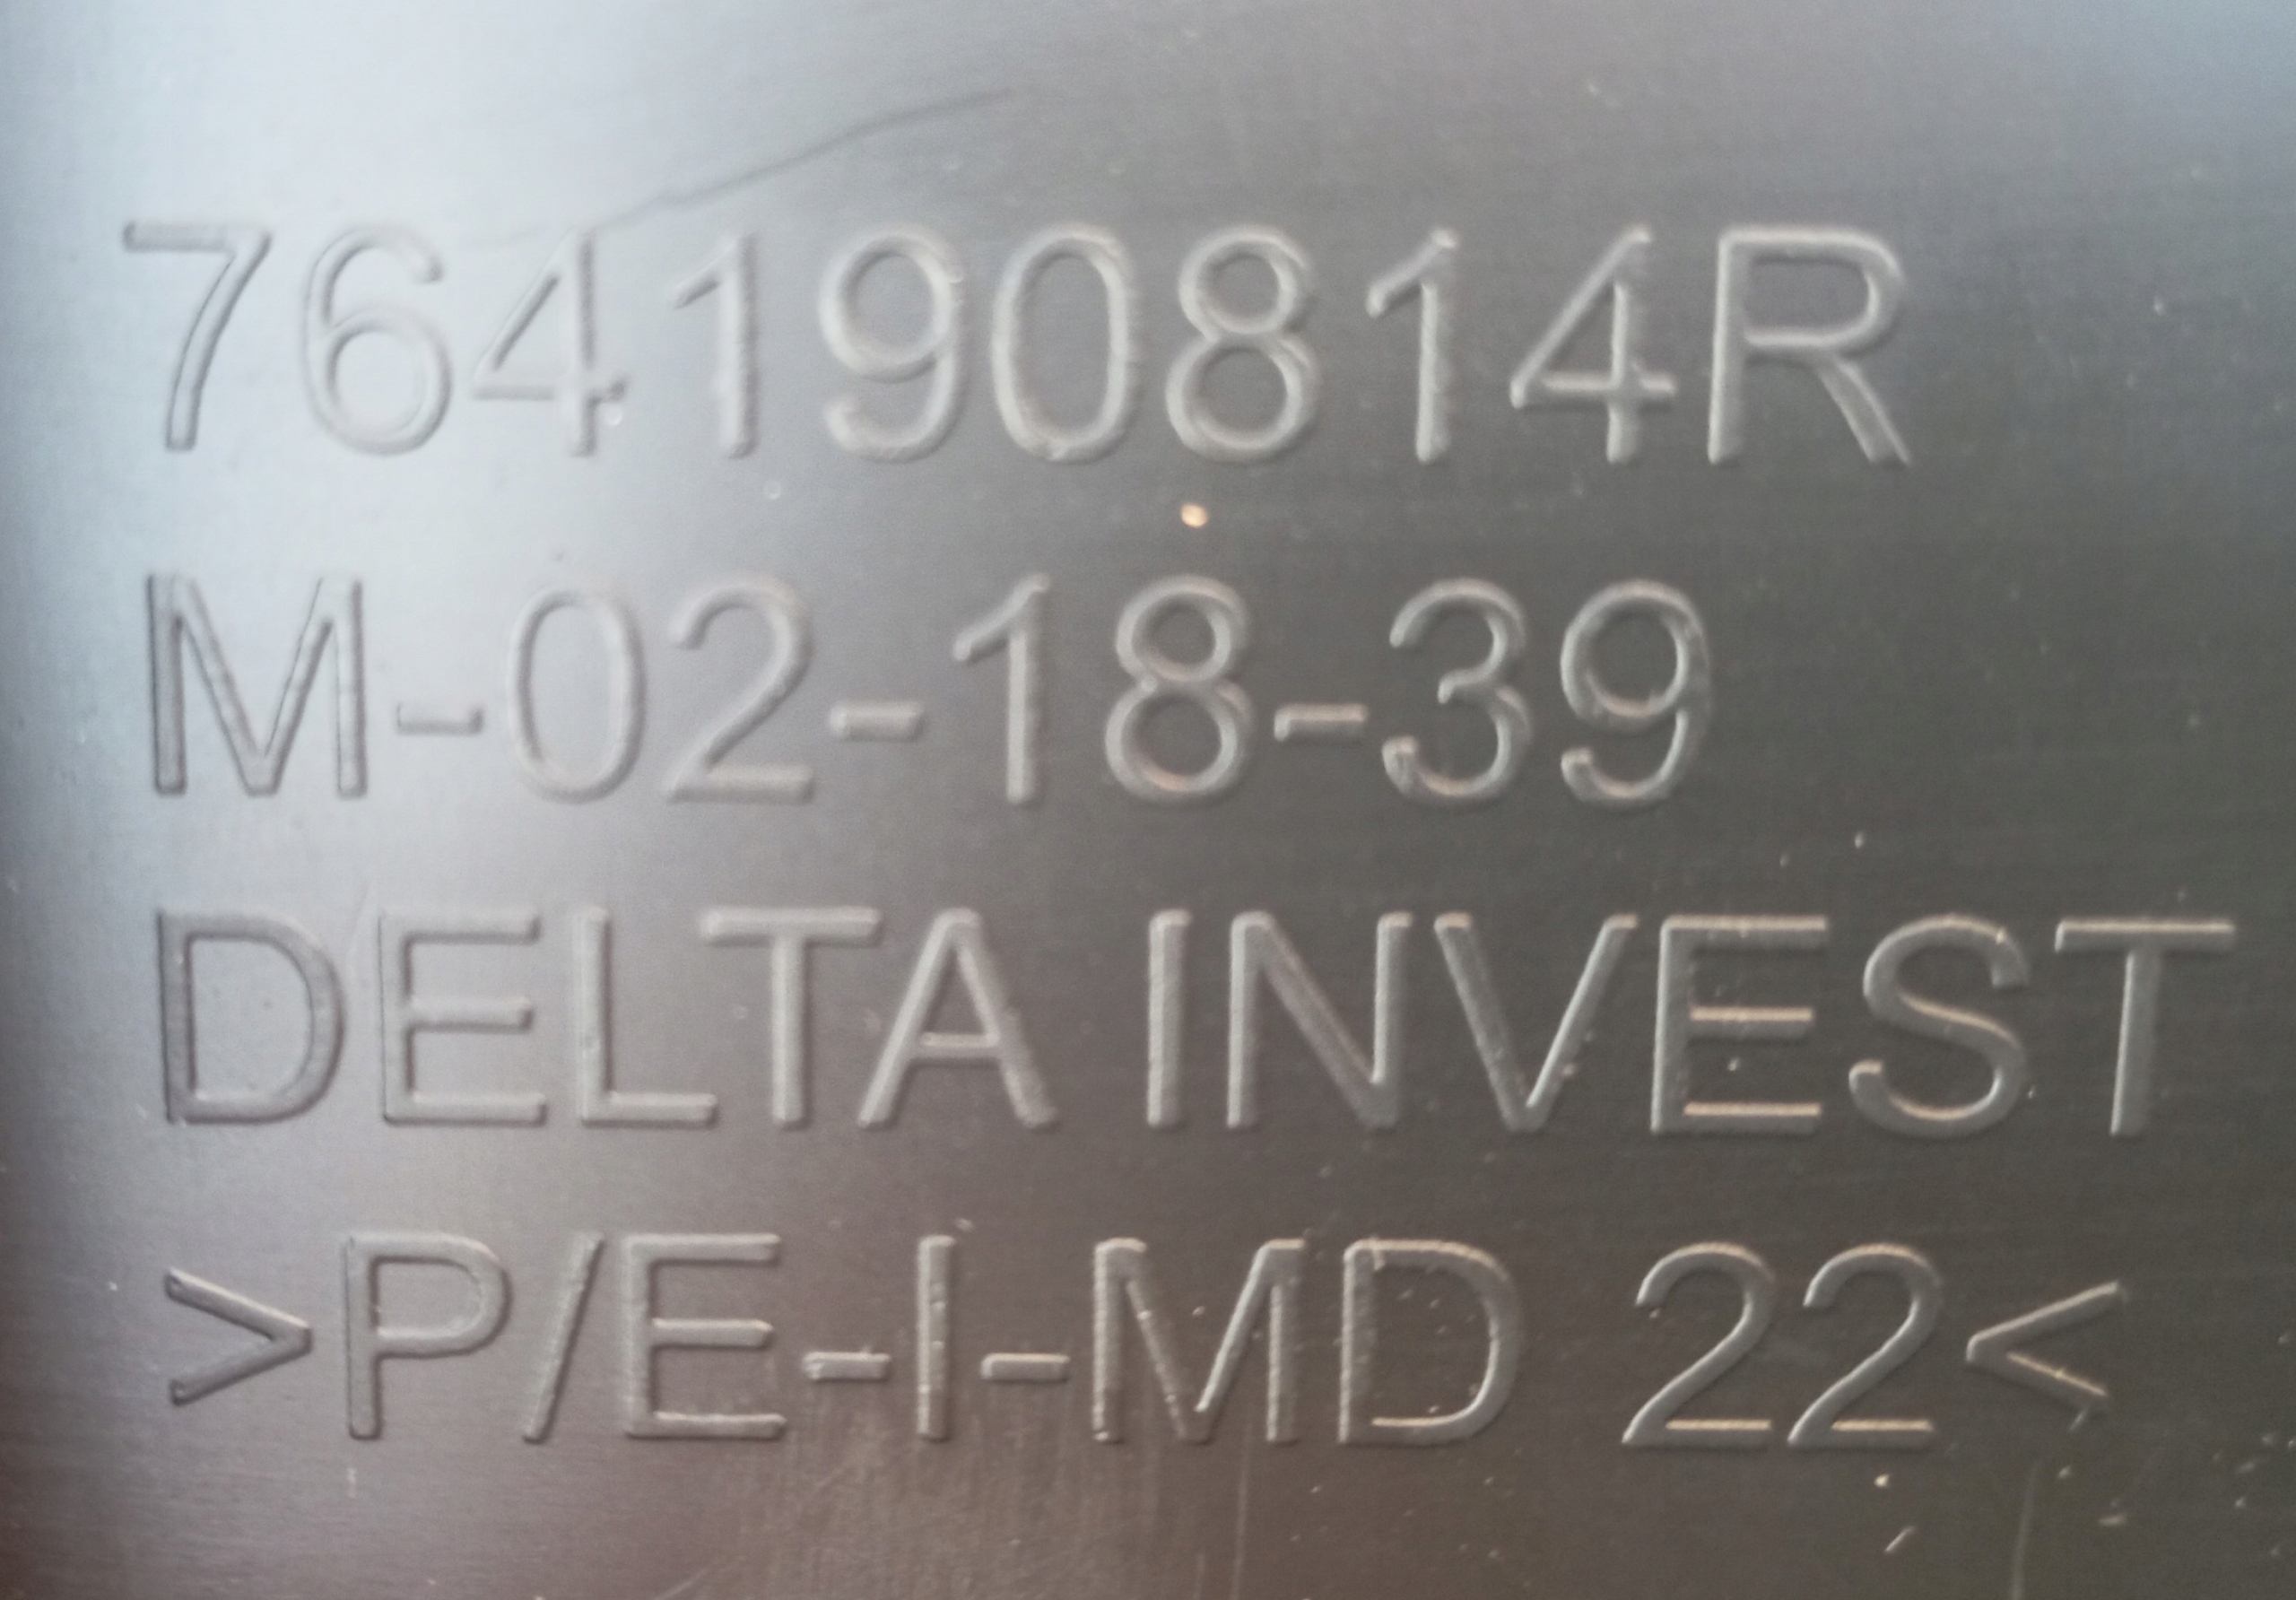 764190814R
M-02-18-39
DELTA INVEST
>P/E-I-MD 22<